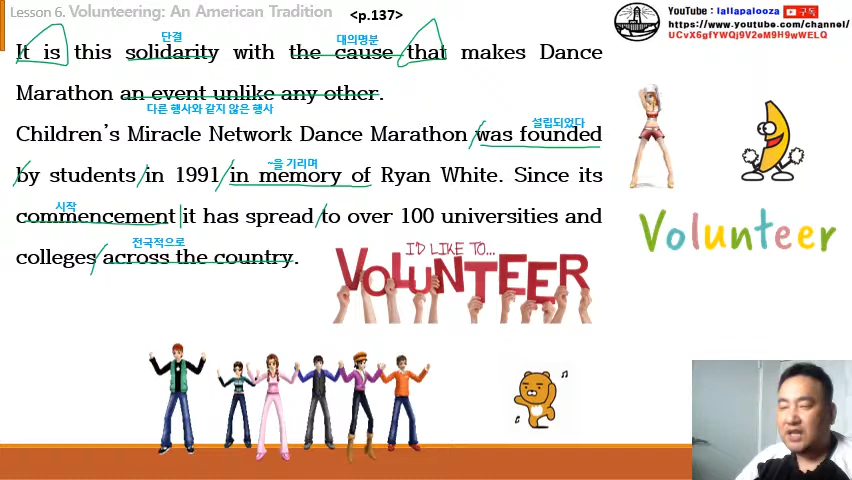 Lesson 6. Volunteering: An American Tradition
<p.137>
YouTube : lallapalooza 구독
https://www.youtube.com/channel/
UCvX6gfYWQj9V2oM9H9wWELQ
단결 대의명분
It is this solidarity with the cause that makes Dance
Marathon an event unlike any other.
다른 행사와 같지 않은 행사
설립되었다
Children's Miracle Network Dance Marathon was founded
~을 기리며
by students in 1991 in memory of Ryan White. Since its
시작
commencement it has spread to over 100 universities and
전국적으로
colleges across the country.
Volunteer
I'D LIKE TO...
VOLUNTEER